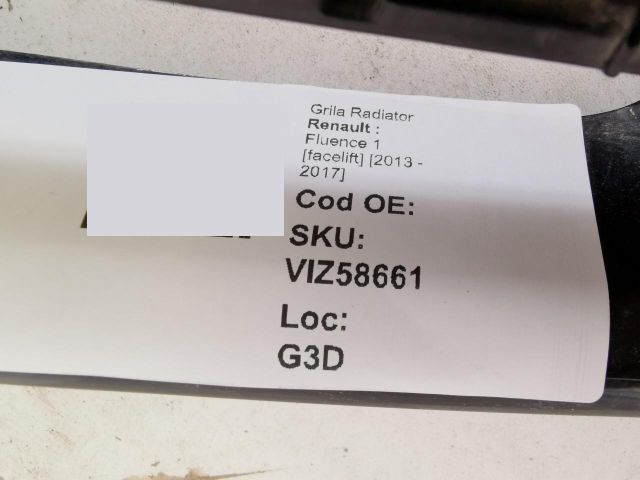 Grila Radiator
Renault :
Fluence 1
[facelift] [2013 -
2017]
Cod OE:
SKU:
VIZ58661
Loc:
G3D